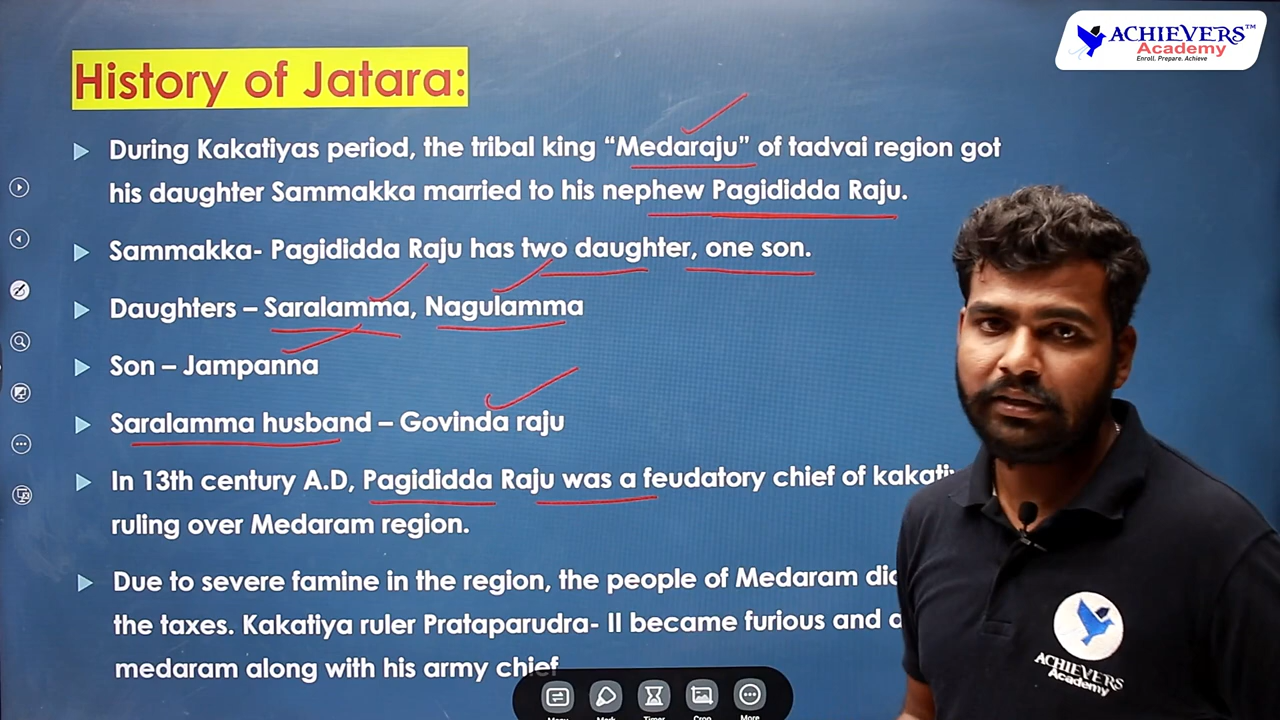 ACHIEVERS™
Academy
Enroll. Prepare. Achieve
History of Jatara:
During Kakatiyas period, the tribal king “Medaraju” of tadvai region got
his daughter Sammakka married to his nephew Pagididda Raju.
Sammakka- Pagididda Raju has two daughter, one son.
Daughters – Saralamma, Nagulamma
Son – Jampanna
Saralamma husband – Govinda raju
In 13th century A.D, Pagididda Raju was a feudatory chief of
ruling over Medaram region.
Due to severe famine in the region, the people of Medaram
the taxes. Kakatiya ruler Prataparudra- II became furious and
medaram along with his army chief
ACHIEVERS
Academy
Timer
More